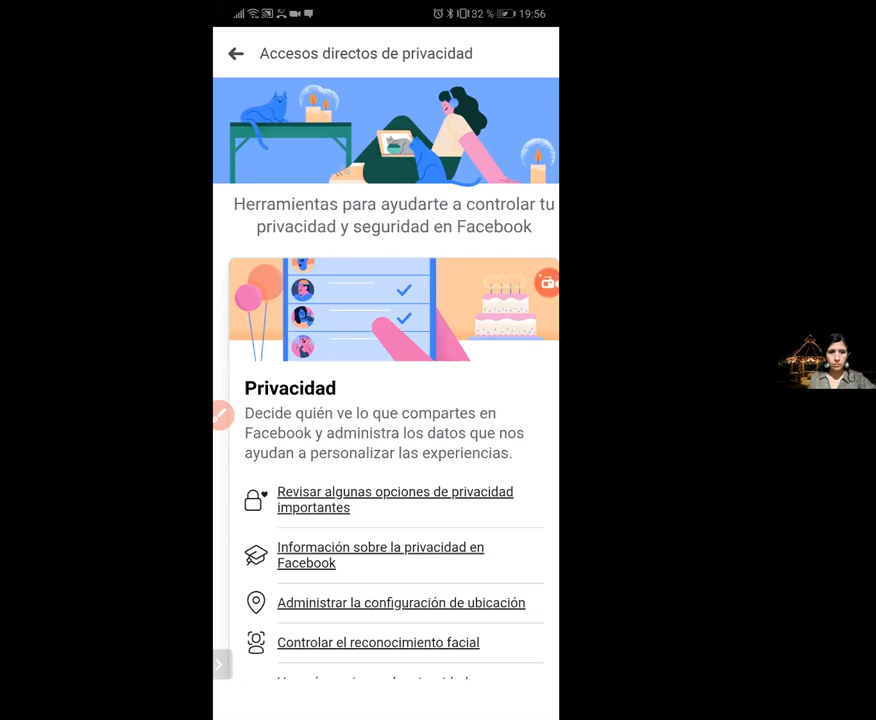 32 % 19:56
Accesos directos de privacidad
Herramientas para ayudarte a controlar tu
privacidad y seguridad en Facebook
Privacidad
Decide quién ve lo que compartes en
Facebook y administra los datos que nos
ayudan a personalizar las experiencias.
Revisar algunas opciones de privacidad
importantes
Información sobre la privacidad en
Facebook
Administrar la configuración de ubicación
Controlar el reconocimiento facial